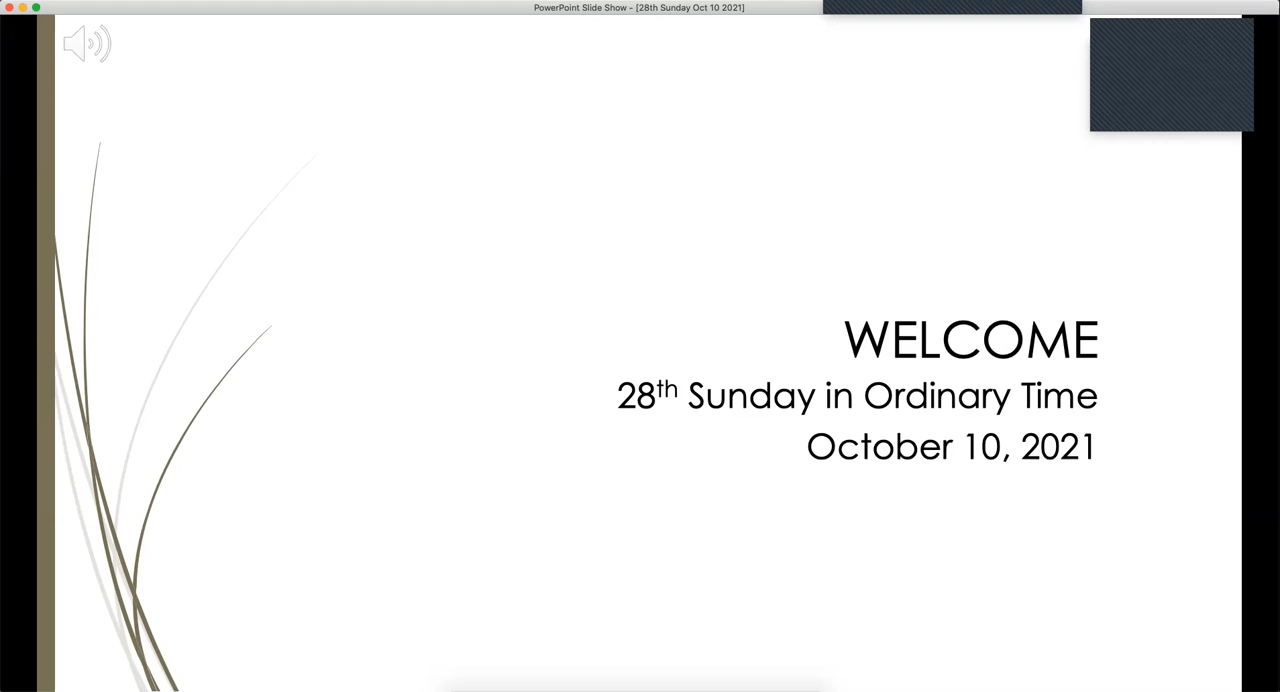 PowerPoint Slide Show - [28th Sunday Oct 10 2021]
WELCOME
28th Sunday in Ordinary Time
October 10, 2021